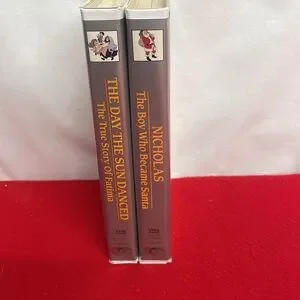 THE DAY THE SUN DANCED
The True Story Of Fatima
NICHOLAS
The Boy Who Became Santa